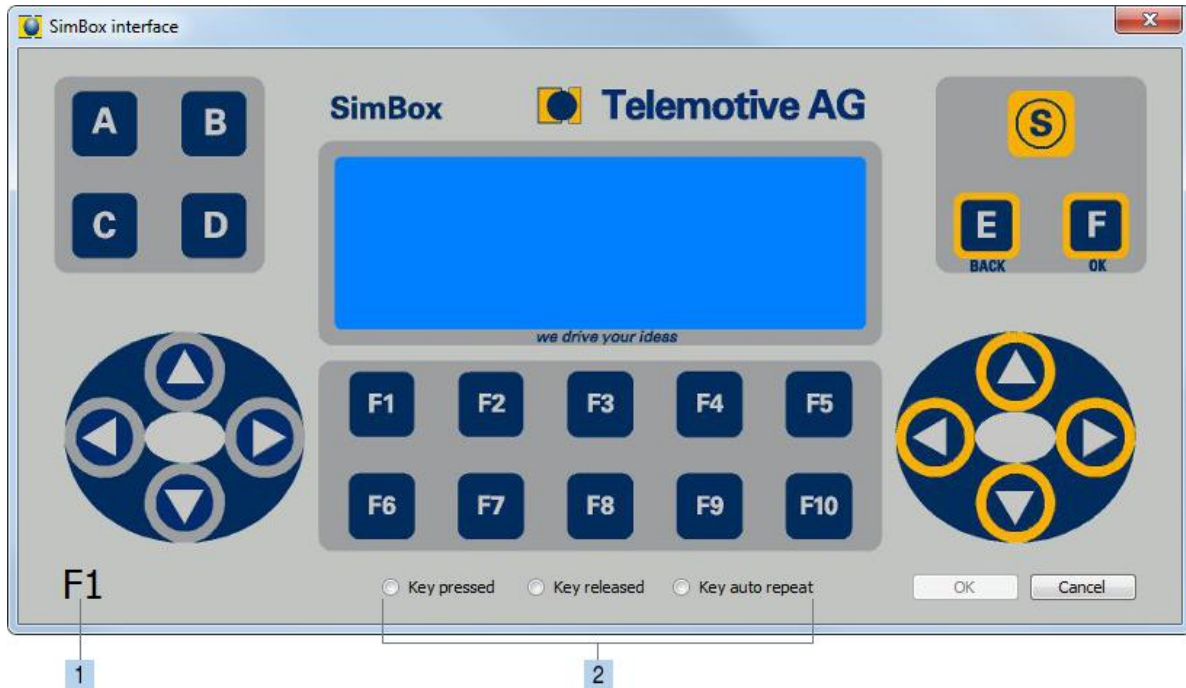 SimBox interface
A B
C D
SimBox
Telemotive AG
S
E F
BACK OK
we drive your ideas
F1 F2 F3 F4 F5
F6 F7 F8 F9 F10
F1
Key pressed Key released Key auto repeat
OK Cancel
1 2